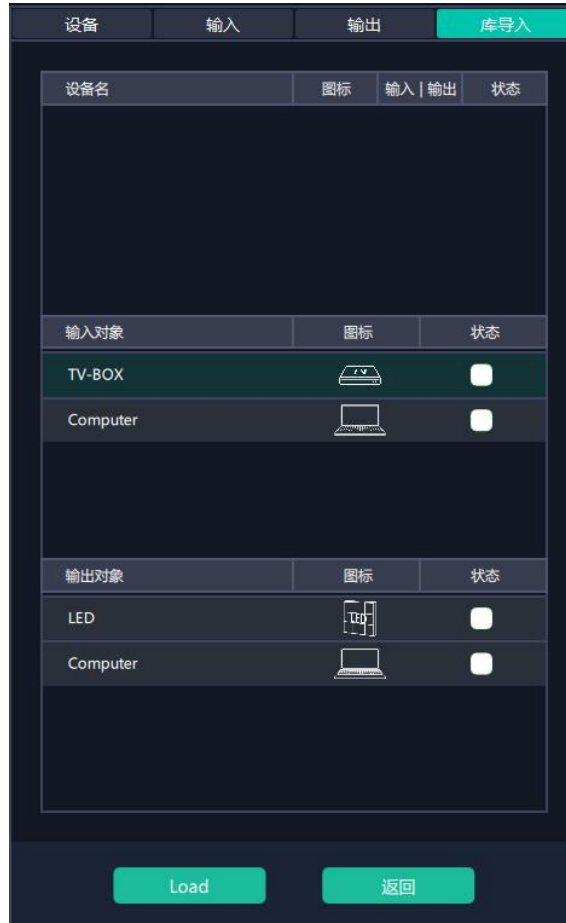 设备 输入 输出 库导入
设备名 图标 输入 | 输出 状态
输入对象 图标 状态
TV-BOX
Computer
输出对象 图标 状态
LED LED
Computer
Load 返回